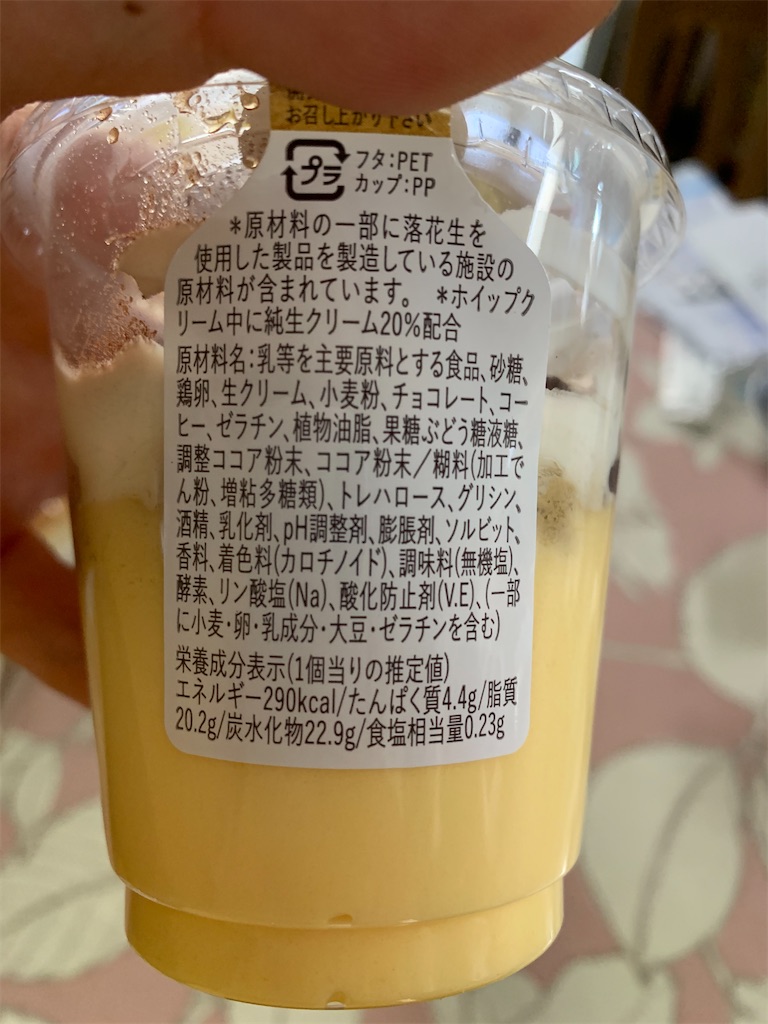 お召し上がり下さい
プラ
フタ:PET
カップ:PP
*原材料の一部に落花生を
使用した製品を製造している施設の
原材料が含まれています。 *ホイップク
リーム中に純生クリーム20%配合
原材料名:乳等を主要原料とする食品、砂糖、
鶏卵、生クリーム、小麦粉、チョコレート、コー
ヒー、ゼラチン、植物油脂、果糖ぶどう糖液糖、
調整ココア粉末、ココア粉末/糊料(加工で
ん粉、増粘多糖類)、トレハロース、グリシン、
酒精、乳化剤、pH調整剤、膨脹剤、ソルビット、
香料、着色料(カロチノイド)、調味料(無機塩)、
酵素、リン酸塩(Na)、酸化防止剤(V.E)、(一部
に小麦・卵・乳成分・大豆・ゼラチンを含む)
栄養成分表示(1個当りの推定値)
エネルギー290kcal/たんぱく質4.4g/脂質
20.2g/炭水化物22.9g/食塩相当量0.23g